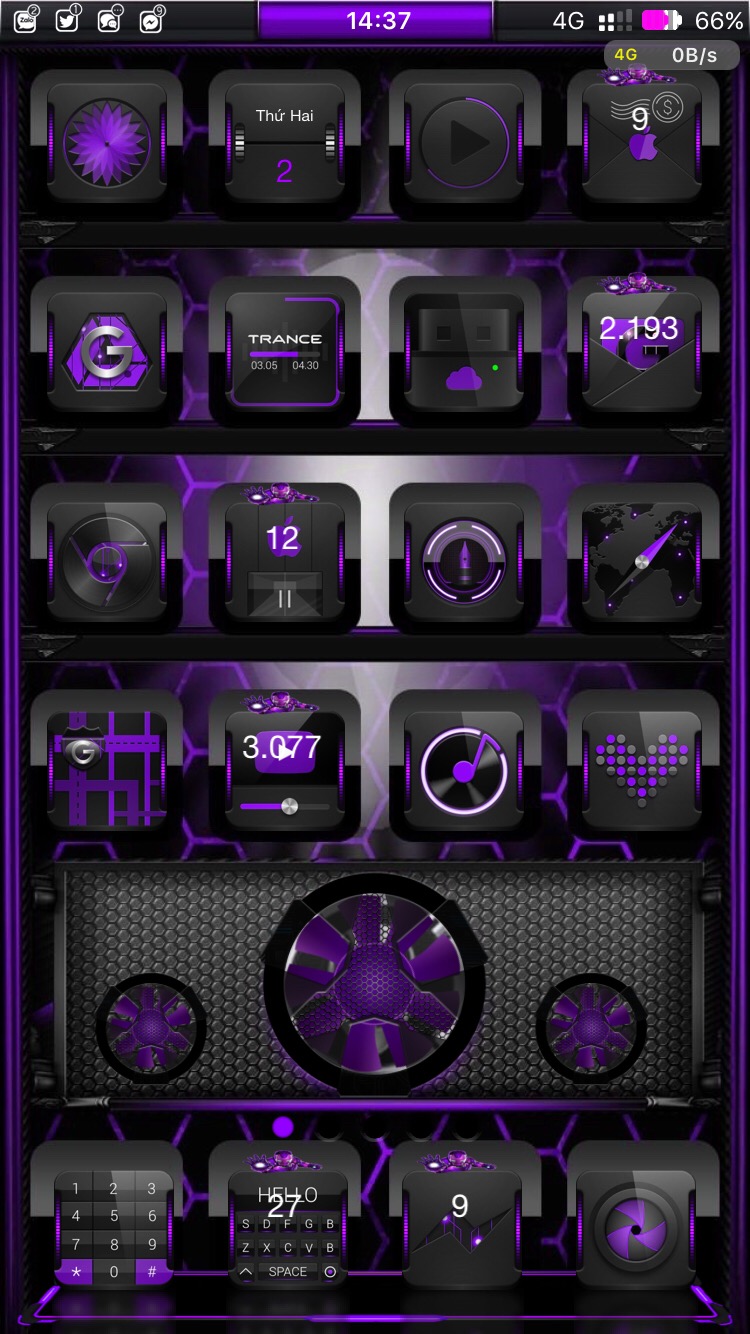 Zalo 2 1 9 14:37 4G 66%
4G 0B/s
Thứ Hai
2
$
9
G
TRANCE
03.05 04.30
2.193
G
12
G
3.077
1 2 3
4 5 6
7 8 9
* 0 #
HELLO
27
S D F G B
Z X C V B
SPACE
9